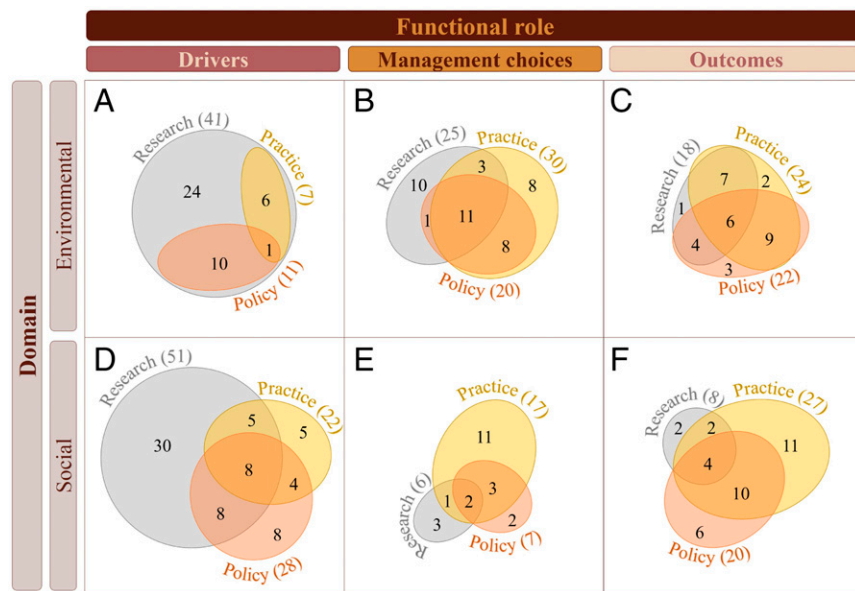 Functional role
Drivers
Management choices
Outcomes
Domain
Environmental
Social
A
Research (41)
Practice (7)
24
6
10
1
Policy (11)
B
Research (25)
Practice (30)
10
3
8
1
11
8
Policy (20)
C
Research (18)
Practice (24)
7
2
1
6
4
9
3
Policy (22)
D
Research (51)
Practice (22)
5
5
30
8
4
8
8
Policy (28)
E
Practice (17)
11
Research (6)
1
2
3
3
2
Policy (7)
F
Research (8)
Practice (27)
2
2
11
4
10
6
Policy (20)